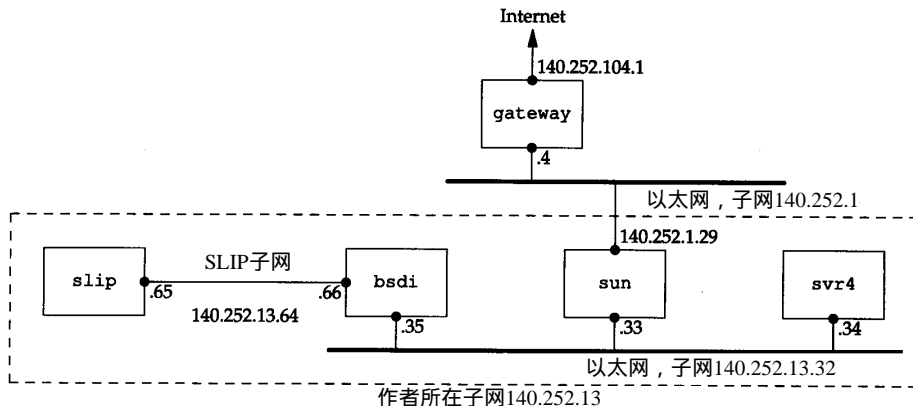 Internet
140.252.104.1
gateway
.4
以太网，子网140.252.1
140.252.1.29
slip
SLIP子网
bsdi
sun
svr4
.65
.66
140.252.13.64
.35
.33
.34
以太网，子网140.252.13.32
作者所在子网140.252.13